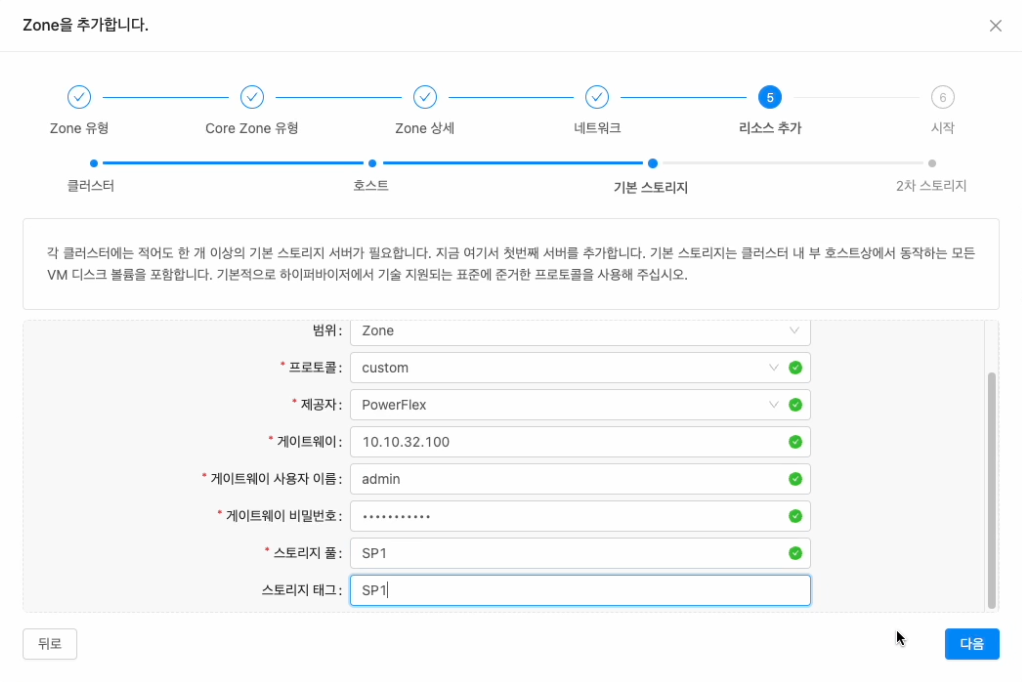 Zone을 추가합니다.
5
6
Zone 유형
Core Zone 유형
Zone 상세
네트워크
리소스 추가
시작
클러스터
호스트
기본 스토리지
2차 스토리지
각 클러스터에는 적어도 한 개 이상의 기본 스토리지 서버가 필요합니다. 지금 여기서 첫번째 서버를 추가합니다. 기본 스토리지는 클러스터 내 부 호스트상에서 동작하는 모든
VM 디스크 볼륨을 포함합니다. 기본적으로 하이퍼바이저에서 기술 지원되는 표준에 준거한 프로토콜을 사용해 주십시오.
범위: Zone
* 프로토콜: custom
* 제공자: PowerFlex
* 게이트웨이: 10.10.32.100
* 게이트웨이 사용자 이름: admin
* 게이트웨이 비밀번호: •••••••••••
* 스토리지 풀: SP1
스토리지 태그: SP1
뒤로
다음